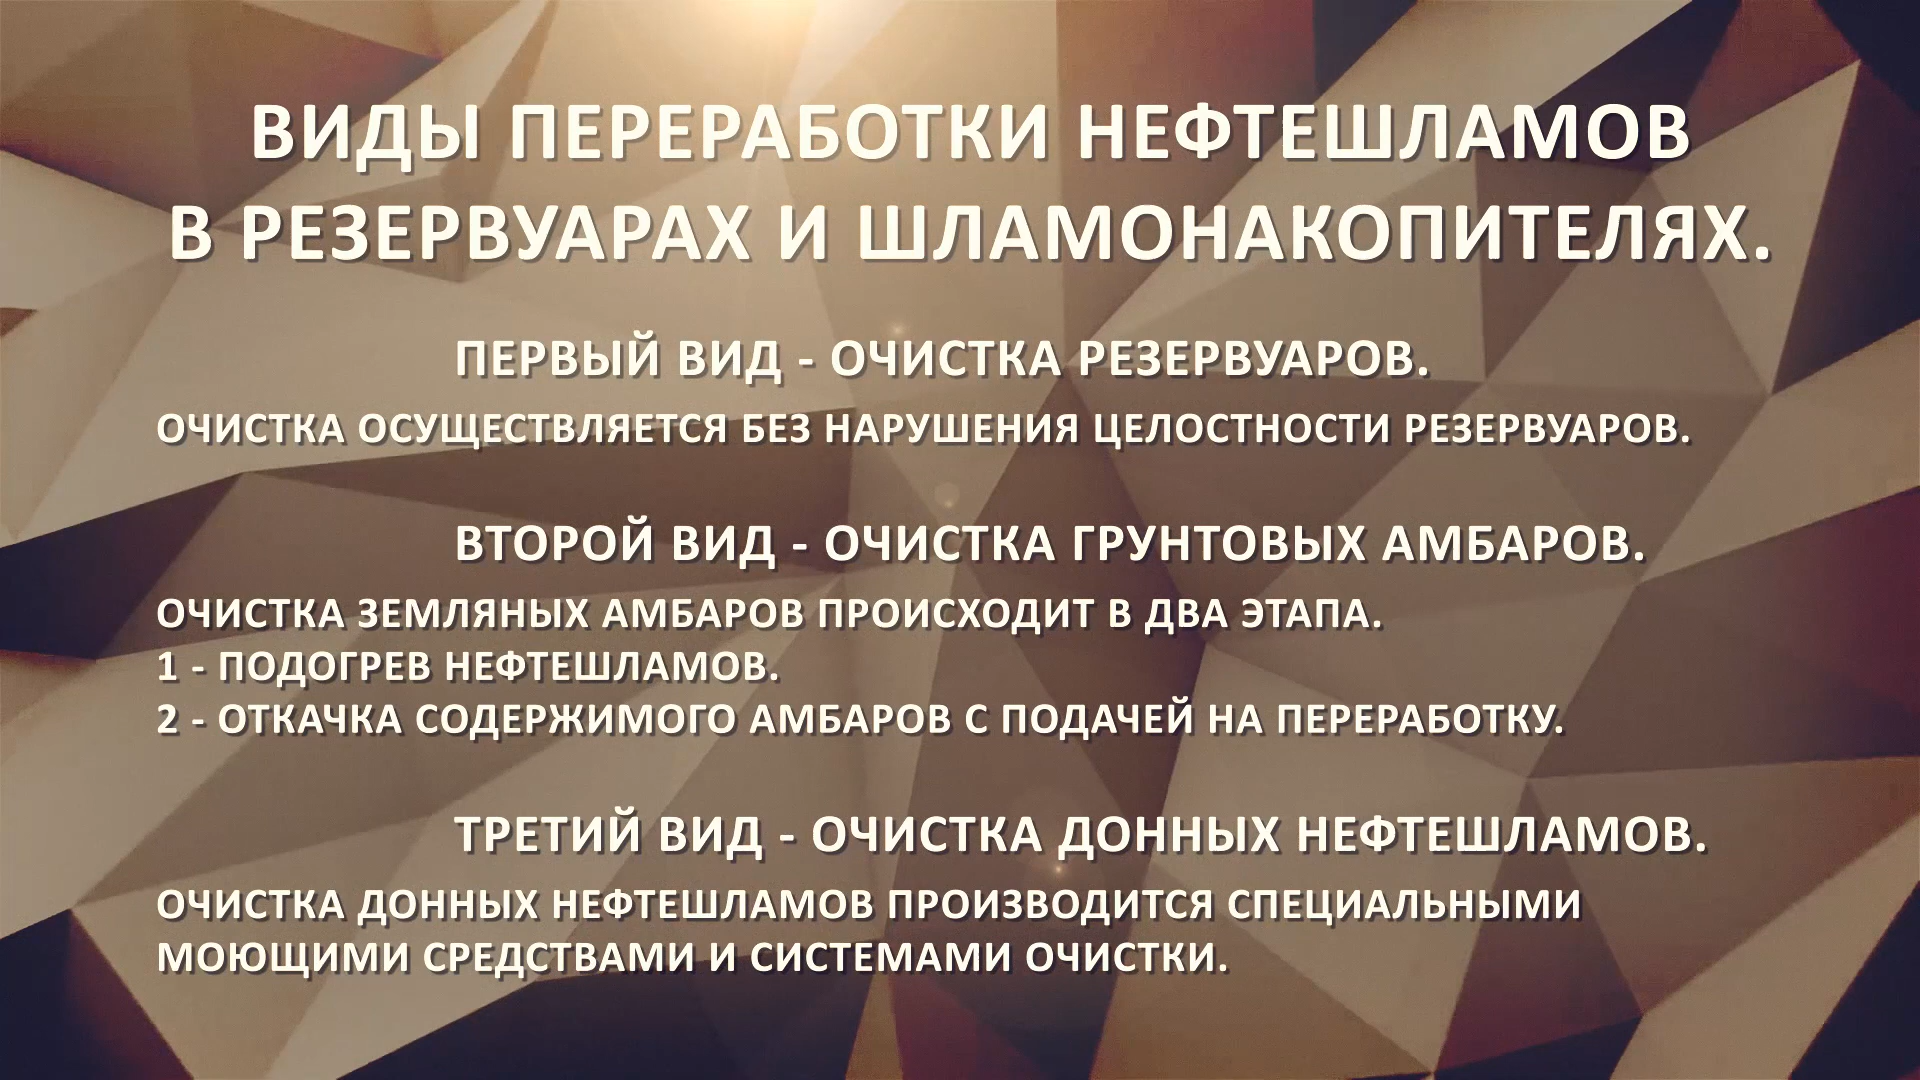 ВИДЫ ПЕРЕРАБОТКИ НЕФТЕШЛАМОВ
В РЕЗЕРВУАРАХ И ШЛАМОНАКОПИТЕЛЯХ.
ПЕРВЫЙ ВИД - ОЧИСТКА РЕЗЕРВУАРОВ.
ОЧИСТКА ОСУЩЕСТВЛЯЕТСЯ БЕЗ НАРУШЕНИЯ ЦЕЛОСТНОСТИ РЕЗЕРВУАРОВ.
ВТОРОЙ ВИД - ОЧИСТКА ГРУНТОВЫХ АМБАРОВ.
ОЧИСТКА ЗЕМЛЯНЫХ АМБАРОВ ПРОИСХОДИТ В ДВА ЭТАПА.
1 - ПОДОГРЕВ НЕФТЕШЛАМОВ.
2 - ОТКАЧКА СОДЕРЖИМОГО АМБАРОВ С ПОДАЧЕЙ НА ПЕРЕРАБОТКУ.
ТРЕТИЙ ВИД - ОЧИСТКА ДОННЫХ НЕФТЕШЛАМОВ.
ОЧИСТКА ДОННЫХ НЕФТЕШЛАМОВ ПРОИЗВОДИТСЯ СПЕЦИАЛЬНЫМИ
МОЮЩИМИ СРЕДСТВАМИ И СИСТЕМАМИ ОЧИСТКИ.